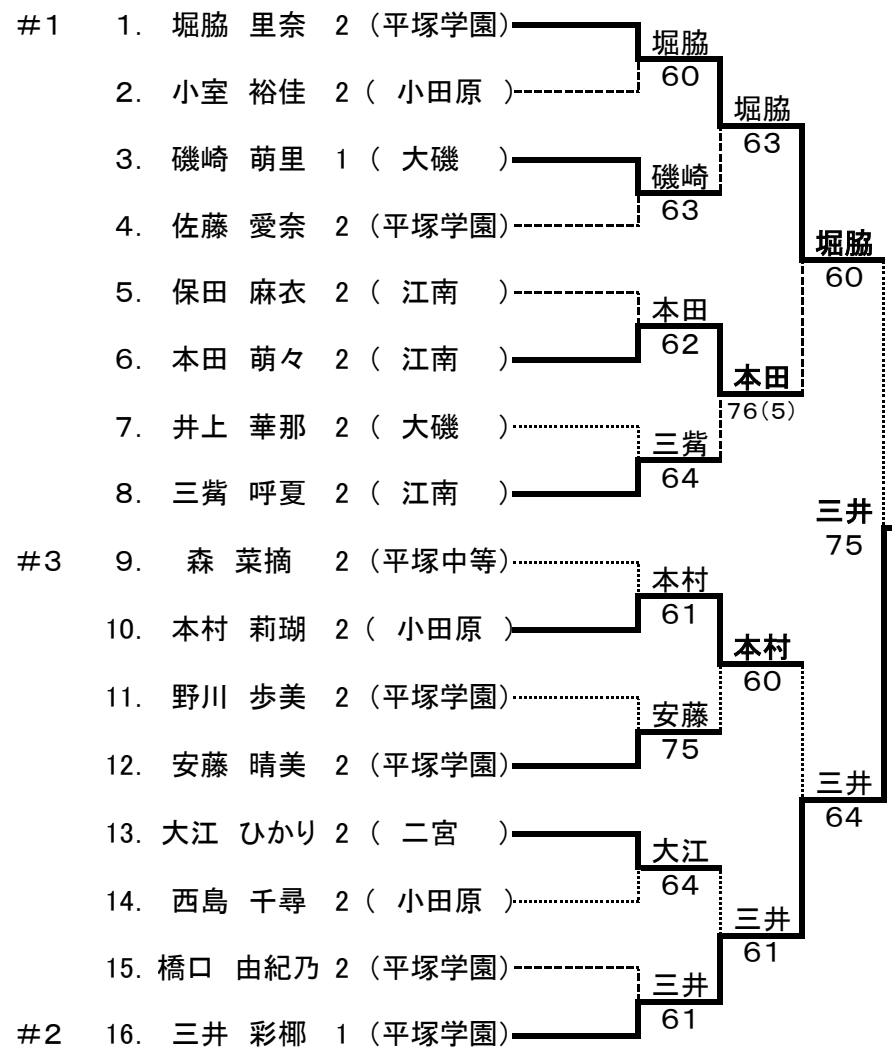 #1 1. 堀脇 里奈 2 (平塚学園)
堀脇
60
2. 小室 裕佳 2 ( 小田原 )
堀脇
63
3. 磯崎 萌里 1 ( 大磯 )
磯崎
63
4. 佐藤 愛奈 2 (平塚学園)
堀脇
60
5. 保田 麻衣 2 ( 江南 )
本田
62
6. 本田 萌々 2 ( 江南 )
本田
76(5)
7. 井上 華那 2 ( 大磯 )
三觜
64
8. 三觜 呼夏 2 ( 江南 )
三井
75
#3 9. 森 菜摘 2 (平塚中等)
本村
61
10. 本村 莉瑚 2 ( 小田原 )
本村
60
11. 野川 歩美 2 (平塚学園)
安藤
75
12. 安藤 晴美 2 (平塚学園)
三井
64
13. 大江 ひかり 2 ( 二宮 )
大江
64
14. 西島 千尋 2 ( 小田原 )
三井
61
15. 橋口 由紀乃 2 (平塚学園)
三井
61
#2 16. 三井 彩椰 1 (平塚学園)